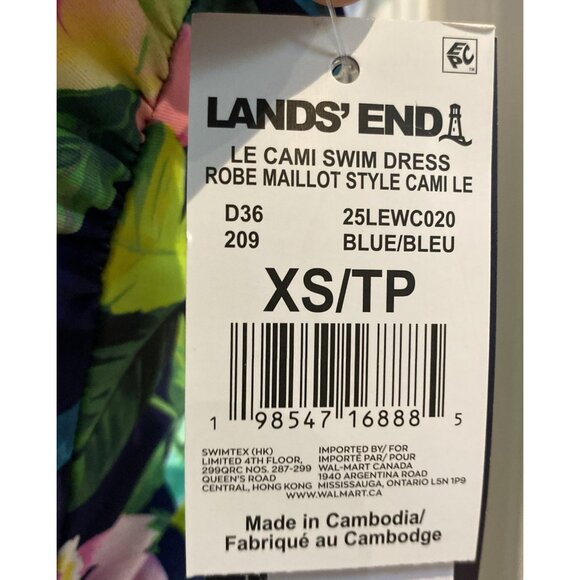 EPC™
LANDS' END
LE CAMI SWIM DRESS
ROBE MAILLOT STYLE CAMI LE
D36 25LEWC020
209 BLUE/BLEU
XS/TP
1 98547 16888 5
SWIMTEX (HK)
LIMITED 4TH FLOOR,
299QRC NOS. 287-299
QUEEN'S ROAD
CENTRAL, HONG KONG
IMPORTED BY/ FOR
IMPORTÉ PAR/ POUR
WAL-MART CANADA
1940 ARGENTINA ROAD
MISSISSAUGA, ONTARIO L5N 1P9
WWW.WALMART.CA
Made in Cambodia/
Fabriqué au Cambodge